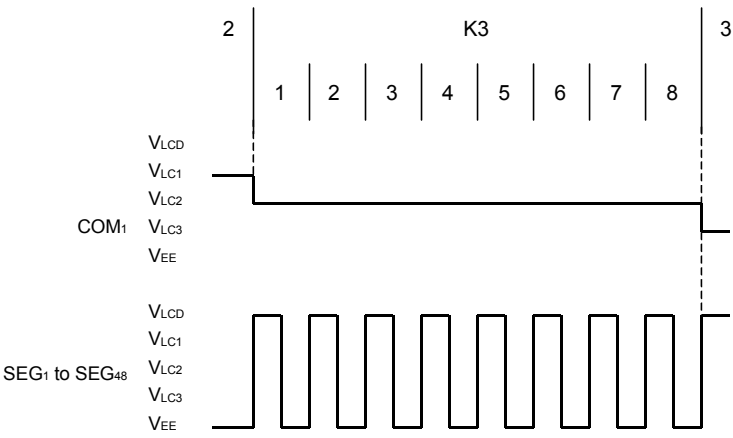 2 K3 3
1 2 3 4 5 6 7 8
VLCD
VLC1
VLC2
COM1 VLC3
VEE
VLCD
VLC1
SEG1 to SEG48 VLC2
VLC3
VEE